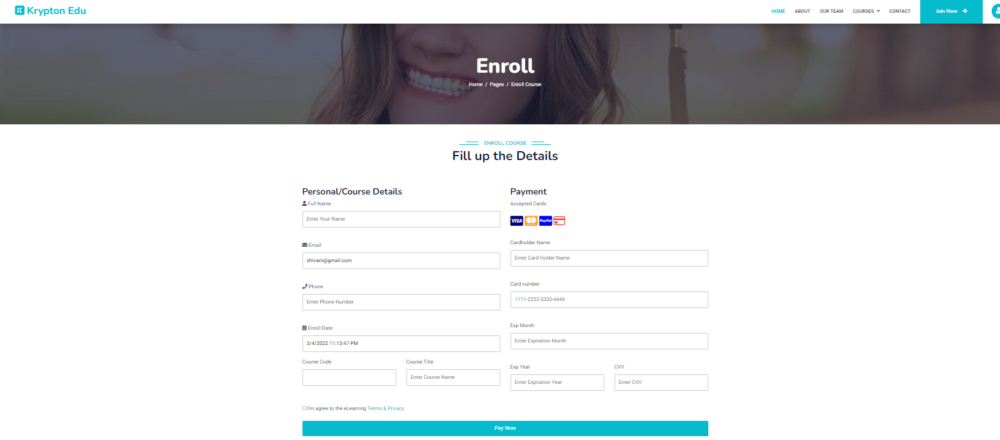 Krypton Edu
HOME ABOUT OUR TEAM COURSES CONTACT Join Now
Enroll
Home / Pages / Enroll Course
ENROLL COURSE
Fill up the Details
Personal/Course Details
Full Name
Enter Your Name
Email
shivam@gmail.com
Phone
Enter Phone Number
Enroll Date
3/4/2022 11:13:47 PM
Course Code Course Title
Enter Course Name
Payment
Accepted Cards
VISA PayPal
Cardholder Name
Enter Card Holder Name
Card number
1111-2222-3333-4444
Exp Month
Enter Expiration Month
Exp Year CVV
Enter Expiration Year Enter CVV
I'm agree to the eLearning Terms & Privacy
Pay Now